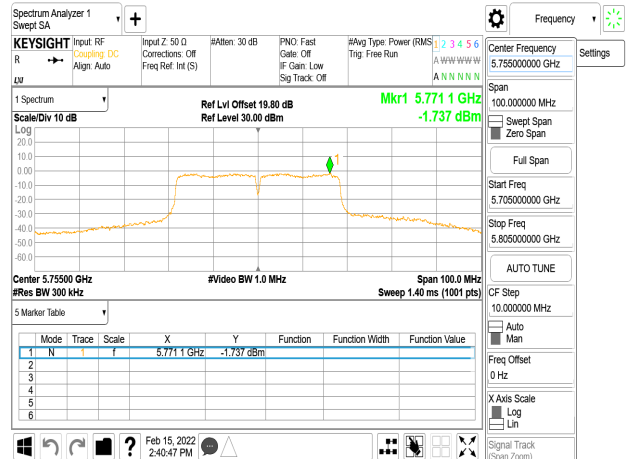 Spectrum Analyzer 1
Swept SA
Frequency
KEYSIGHT
R
LXI
Input: RF
Coupling: DC
Align: Auto
Input Z: 50 Ω
Corrections: Off
Freq Ref: Int (S)
#Atten: 30 dB
PNO: Fast
Gate: Off
IF Gain: Low
Sig Track: Off
#Avg Type: Power (RMS
Trig: Free Run
1 2 3 4 5 6
A W W W W W
A N N N N N
Center Frequency
5.755000000 GHz
Settings
Span
100.000000 MHz
Swept Span
Zero Span
Full Span
Start Freq
5.705000000 GHz
Stop Freq
5.805000000 GHz
AUTO TUNE
CF Step
10.000000 MHz
Auto
Man
Freq Offset
0 Hz
X Axis Scale
Log
Lin
Signal Track
(Span Zoom)
1 Spectrum
Scale/Div 10 dB
Ref Lvl Offset 19.80 dB
Ref Level 30.00 dBm
Mkr1 5.771 1 GHz
-1.737 dBm
Log
20.0
10.0
0.00
-10.0
-20.0
-30.0
-40.0
-50.0
-60.0
1
Center 5.75500 GHz
#Res BW 300 kHz
#Video BW 1.0 MHz
Span 100.0 MHz
Sweep 1.40 ms (1001 pts)
5 Marker Table
Mode Trace Scale X Y Function Function Width Function Value
1 N 1 f 5.771 1 GHz -1.737 dBm
2
3
4
5
6
?
Feb 15, 2022
2:40:47 PM